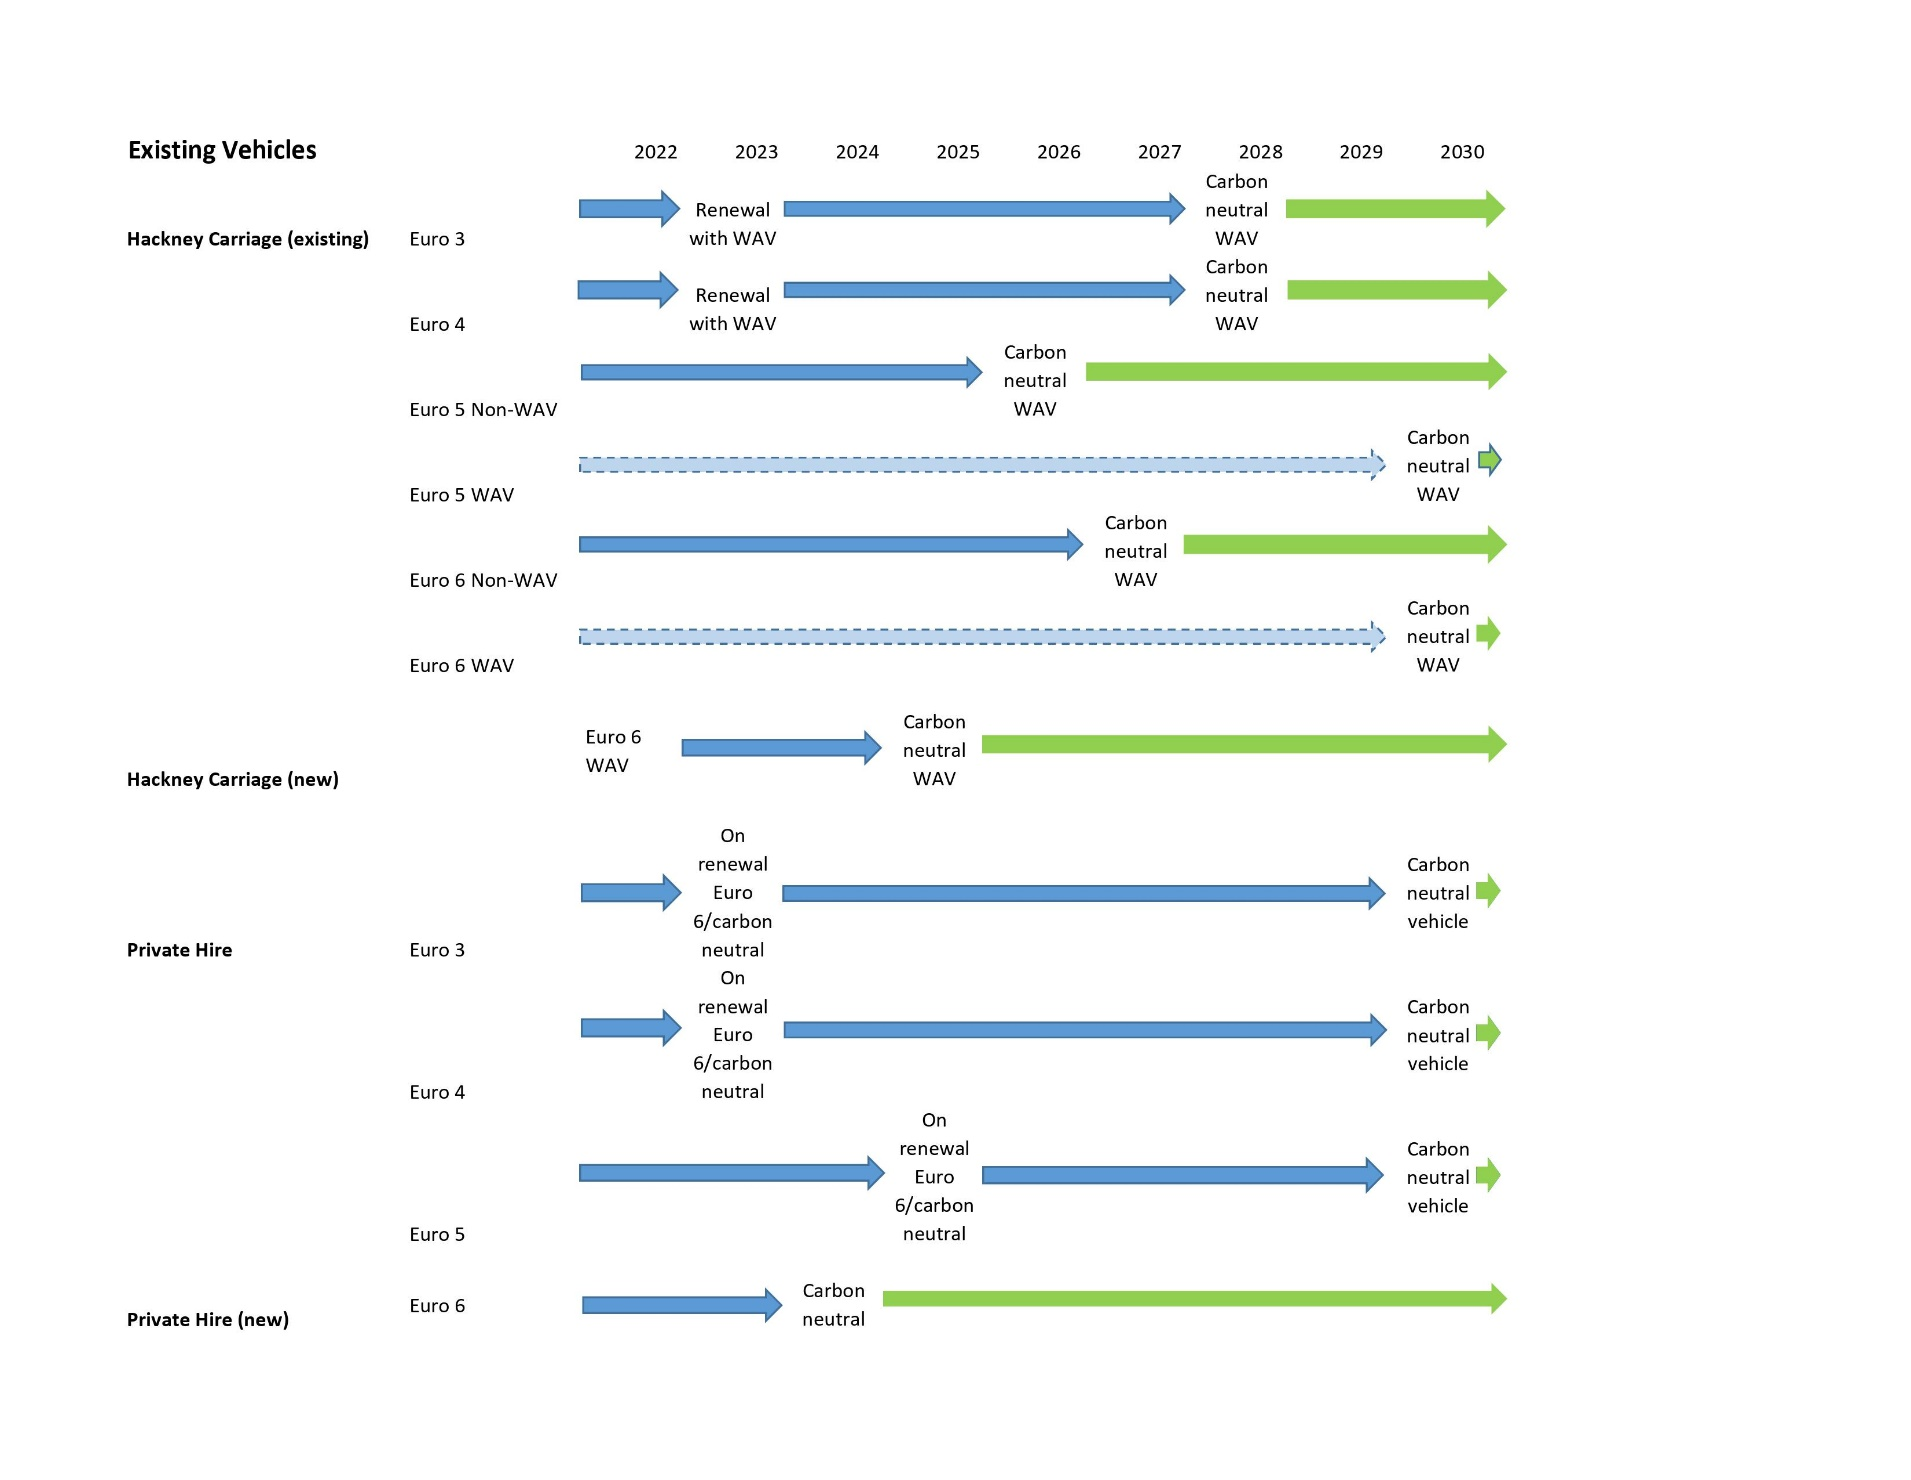 Existing Vehicles 2022 2023 2024 2025 2026 2027 2028 2029 2030
Hackney Carriage (existing) Euro 3
Renewal
with WAV
Carbon
neutral
WAV
Euro 4
Renewal
with WAV
Carbon
neutral
WAV
Euro 5 Non-WAV
Carbon
neutral
WAV
Euro 5 WAV
Carbon
neutral
WAV
Euro 6 Non-WAV
Carbon
neutral
WAV
Euro 6 WAV
Carbon
neutral
WAV
Hackney Carriage (new)
Euro 6
WAV
Carbon
neutral
WAV
Private Hire Euro 3
On
renewal
Euro
6/carbon
neutral
Carbon
neutral
vehicle
Euro 4
On
renewal
Euro
6/carbon
neutral
Carbon
neutral
vehicle
Euro 5
On
renewal
Euro
6/carbon
neutral
Carbon
neutral
vehicle
Private Hire (new)
Euro 6
Carbon
neutral